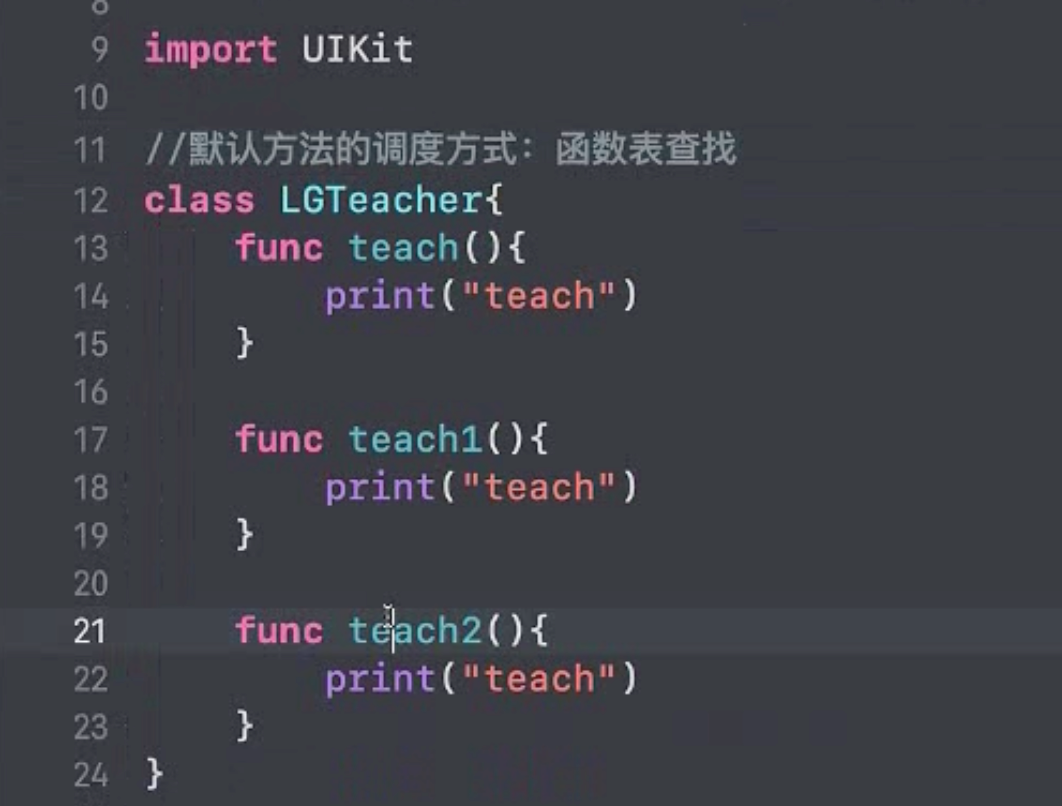 8
9 import UIKit
10
11 //默认方法的调度方式：函数表查找
12 class LGTeacher{
13     func teach(){
14         print("teach")
15     }
16
17     func teach1(){
18         print("teach")
19     }
20
21     func teach2(){
22         print("teach")
23     }
24 }